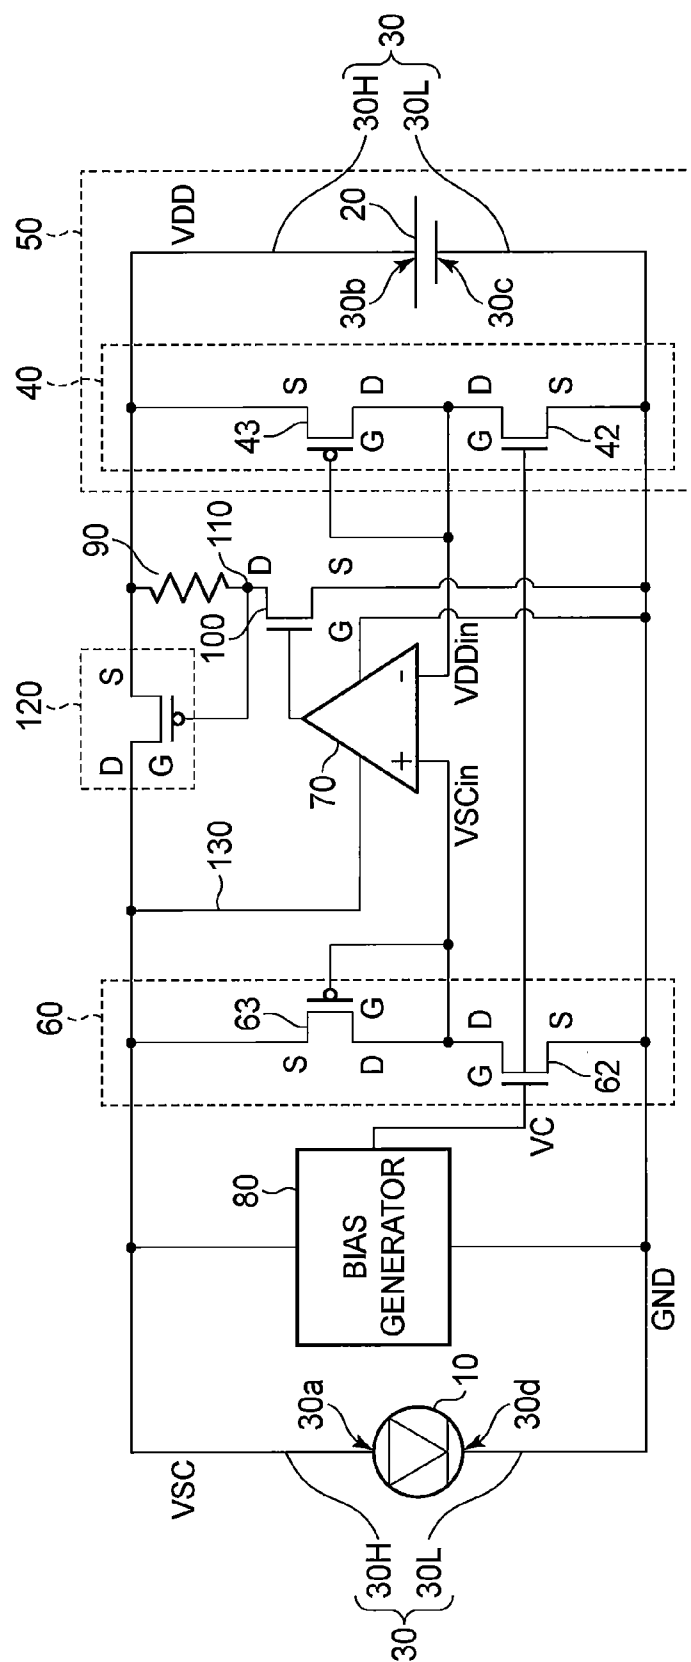 30
30H
30L
50
VDD
20
30b
30c
40
S
D
D
S
43
G
G
42
90
110
D
S
100
G
120
S
D
G
-
+
VDDin
70
VSCin
130
60
63
G
D
S
S
D
G
62
VC
80
BIAS
GENERATOR
GND
30a
10
30d
VSC
30H
30L
30